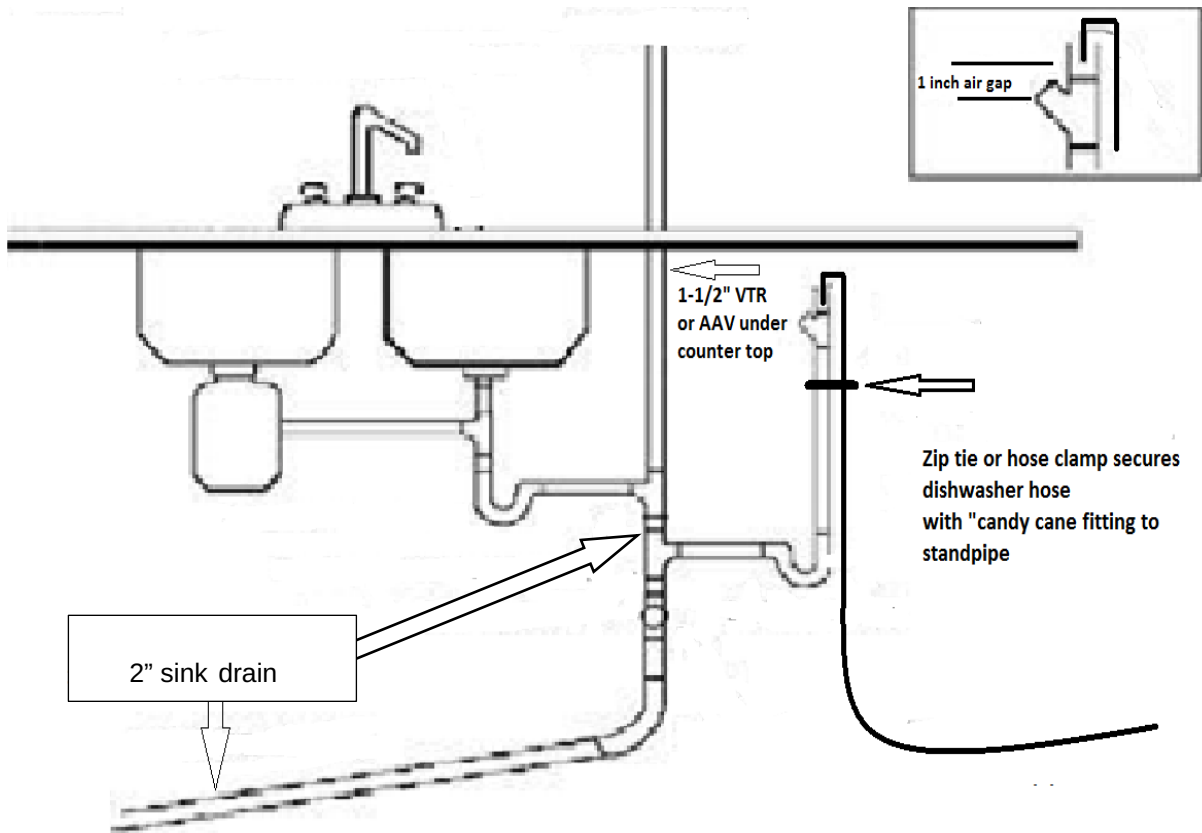 1 inch air gap
1-1/2" VTR
or AAV under
counter top
Zip tie or hose clamp secures
dishwasher hose
with "candy cane fitting to
standpipe
2” sink drain